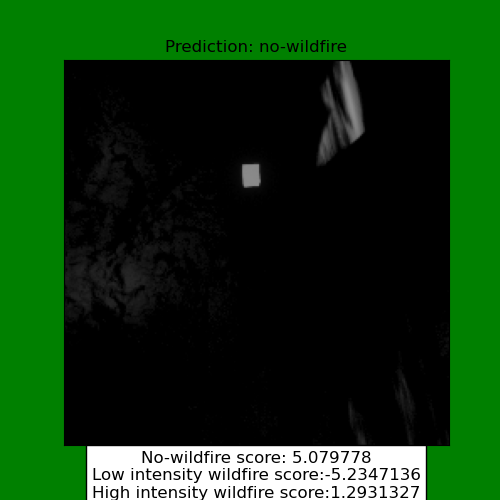 Prediction: no-wildfire
No-wildfire score: 5.079778
Low intensity wildfire score:-5.2347136
High intensity wildfire score:1.2931327